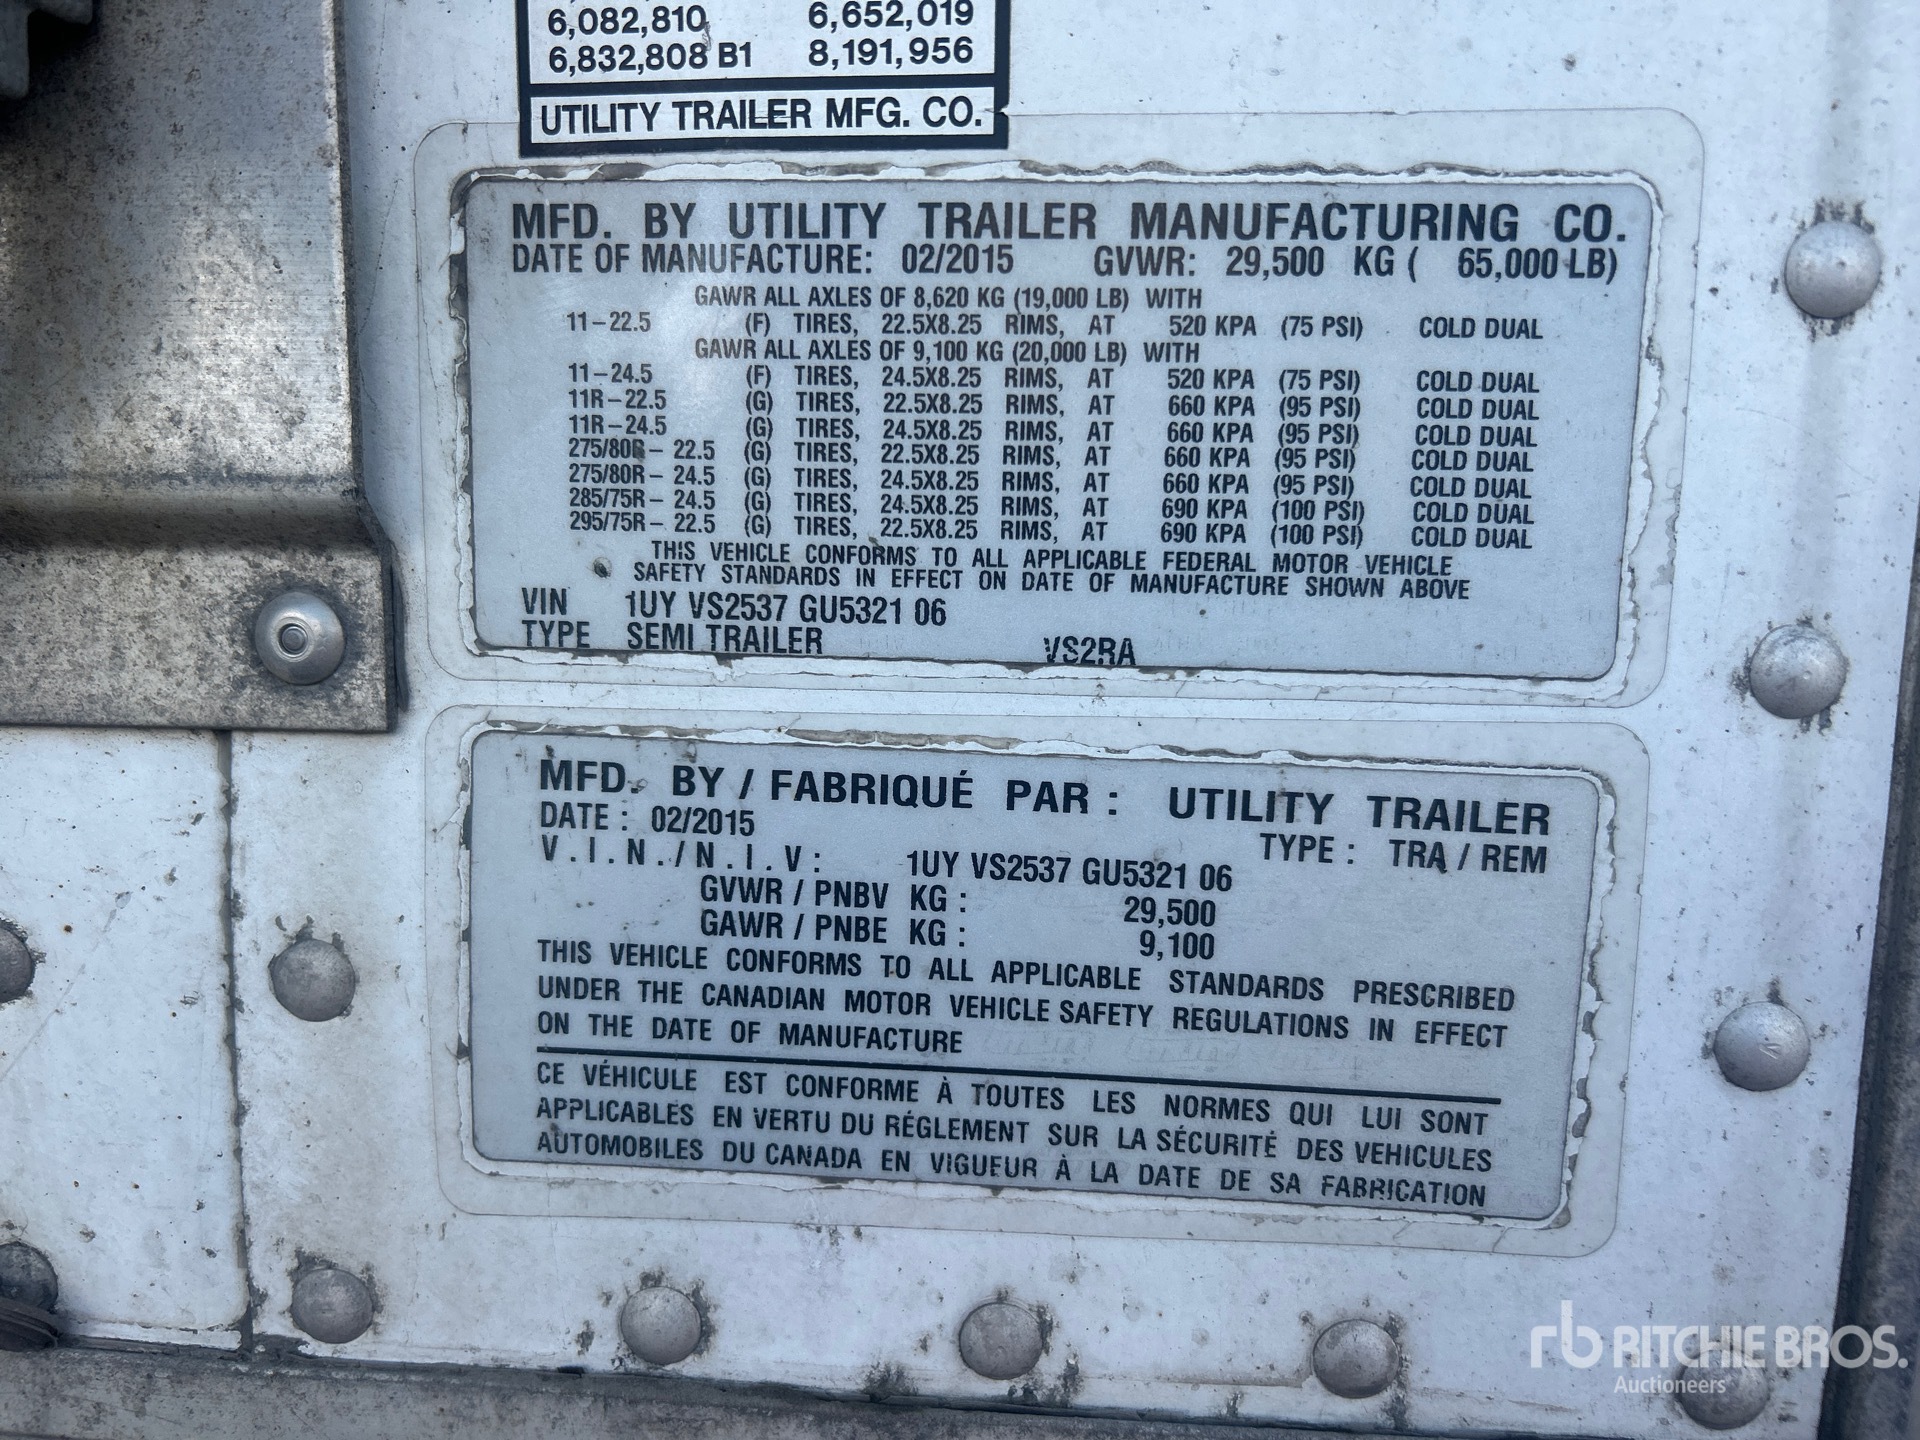 6,082,810 6,652,019
6,832,808 B1 8,191,956
UTILITY TRAILER MFG. CO.
MFD. BY UTILITY TRAILER MANUFACTURING CO.
DATE OF MANUFACTURE: 02/2015 GVWR: 29,500 KG ( 65,000 LB)
GAWR ALL AXLES OF 8,620 KG (19,000 LB) WITH
11-22.5 (F) TIRES, 22.5X8.25 RIMS, AT 520 KPA (75 PSI) COLD DUAL
GAWR ALL AXLES OF 9,100 KG (20,000 LB) WITH
11-24.5 (F) TIRES, 24.5X8.25 RIMS, AT 520 KPA (75 PSI) COLD DUAL
11R-22.5 (G) TIRES, 22.5X8.25 RIMS, AT 660 KPA (95 PSI) COLD DUAL
11R-24.5 (G) TIRES, 24.5X8.25 RIMS, AT 660 KPA (95 PSI) COLD DUAL
275/80R- 22.5 (G) TIRES, 22.5X8.25 RIMS, AT 660 KPA (95 PSI) COLD DUAL
275/80R- 24.5 (G) TIRES, 24.5X8.25 RIMS, AT 660 KPA (95 PSI) COLD DUAL
285/75R- 24.5 (G) TIRES, 24.5X8.25 RIMS, AT 690 KPA (100 PSI) COLD DUAL
295/75R- 22.5 (G) TIRES, 22.5X8.25 RIMS, AT 690 KPA (100 PSI) COLD DUAL
THIS VEHICLE CONFORMS TO ALL APPLICABLE FEDERAL MOTOR VEHICLE
SAFETY STANDARDS IN EFFECT ON DATE OF MANUFACTURE SHOWN ABOVE
VIN 1UY VS2537 GU5321 06
TYPE SEMI TRAILER VS2RA
MFD. BY / FABRIQUÉ PAR : UTILITY TRAILER
DATE : 02/2015 TYPE : TRA / REM
V.I.N./N.I.V: 1UY VS2537 GU5321 06
GVWR / PNBV KG : 29,500
GAWR / PNBE KG : 9,100
THIS VEHICLE CONFORMS TO ALL APPLICABLE STANDARDS PRESCRIBED
UNDER THE CANADIAN MOTOR VEHICLE SAFETY REGULATIONS IN EFFECT
ON THE DATE OF MANUFACTURE
CE VÉHICULE EST CONFORME À TOUTES LES NORMES QUI LUI SONT
APPLICABLES EN VERTU DU RÉGLEMENT SUR LA SÉCURITÉ DES VEHICULES
AUTOMOBILES DU CANADA EN VIGUEUR À LA DATE DE SA FABRICATION
rb RITCHIE BROS.
Auctioneers